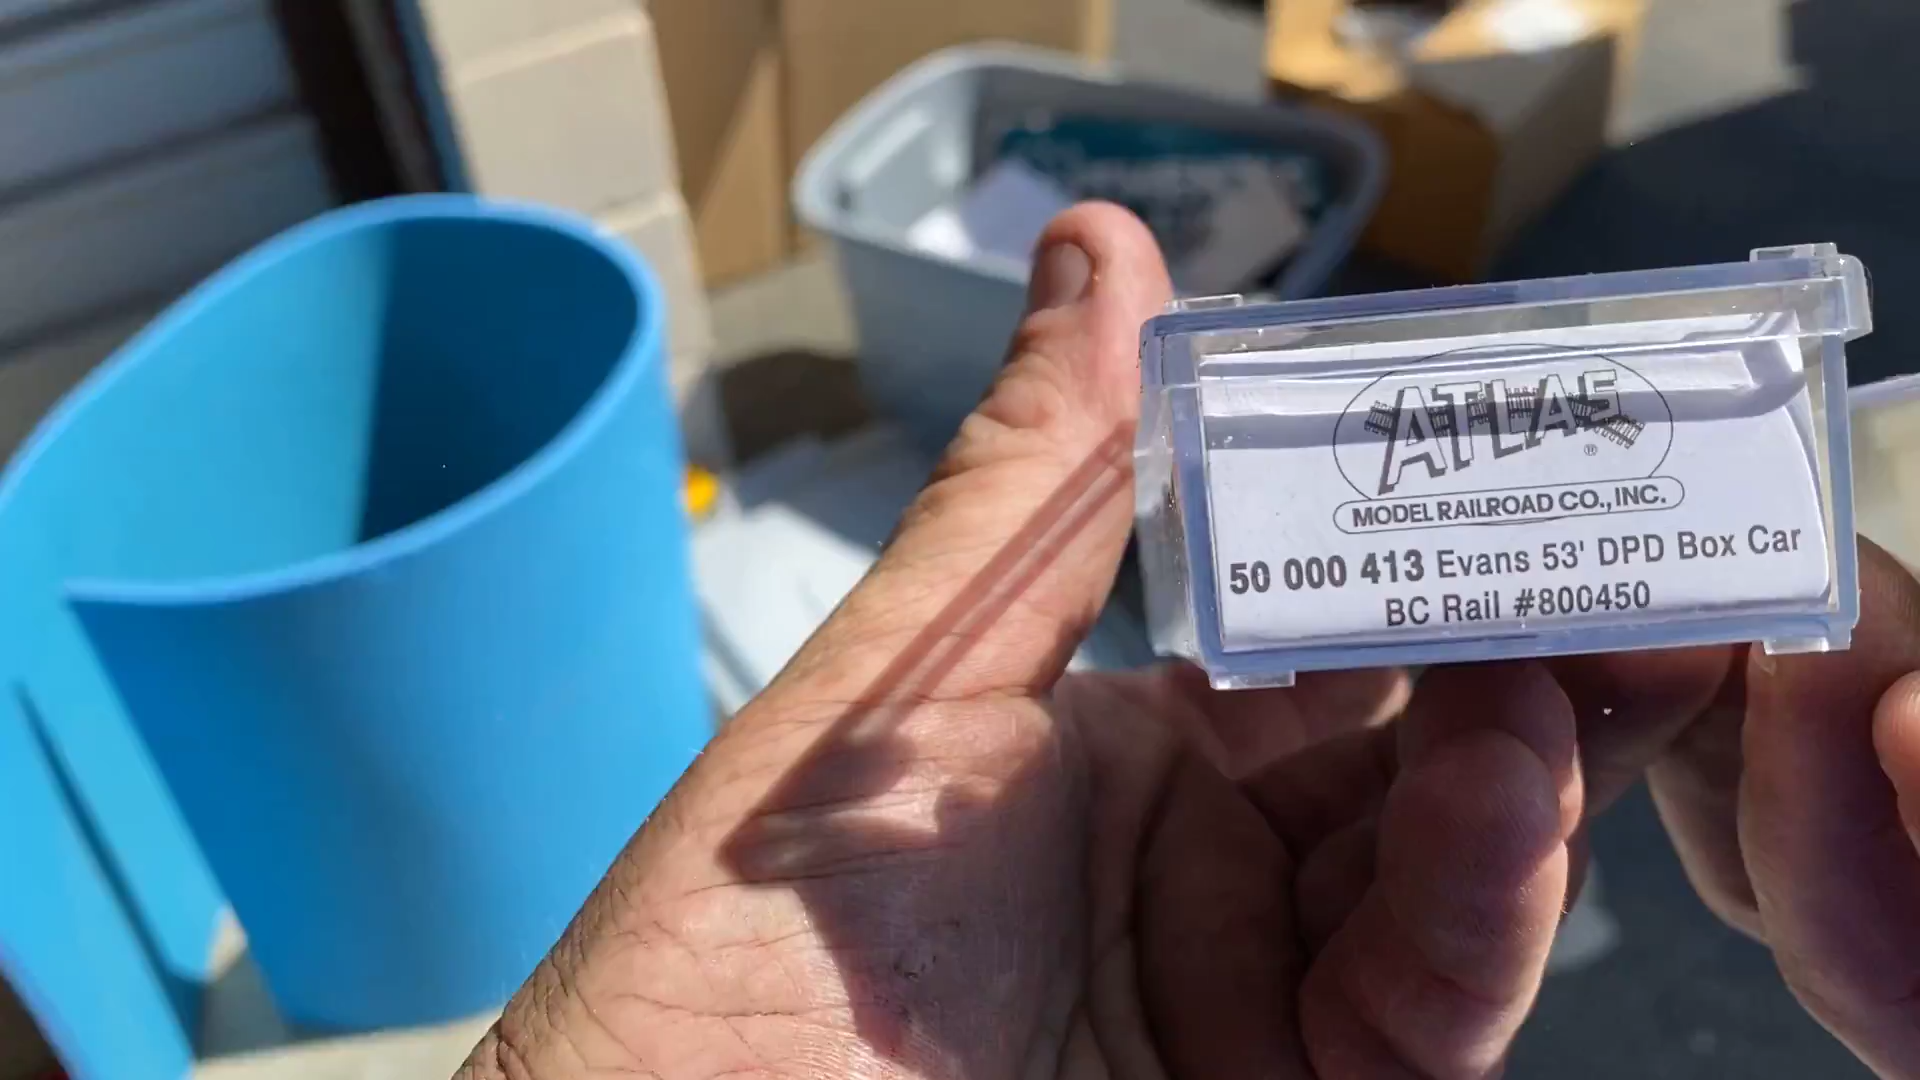 ATLAS
®
MODEL RAILROAD CO., INC.
50 000 413 Evans 53' DPD Box Car
BC Rail #800450